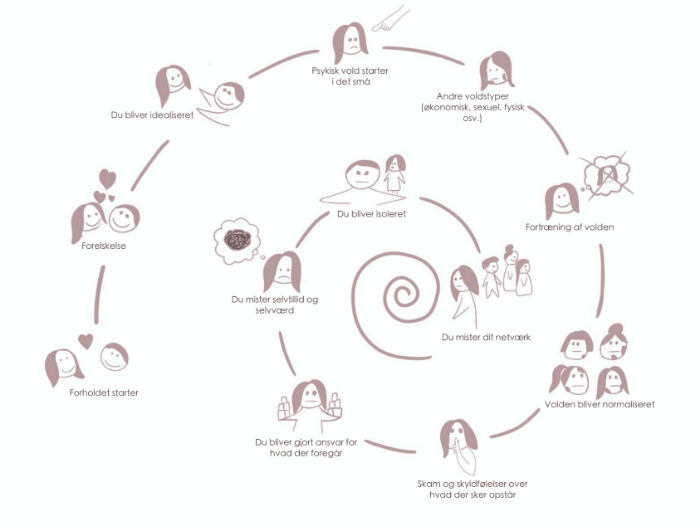 Forholdet starter
Forelskelse
Du bliver idealiseret
Psykisk vold starter
i det små
Andre voldstyper
(økonomisk, sexuel, fysisk
osv.)
Fortræning af volden
Volden bliver normaliseret
Skam og skyldfølelser over
hvad der sker opstår
Du bliver gjort ansvar for
hvad der foregår
Du mister selvtillid og
selvværd
Du bliver isoleret
Du mister dit netværk